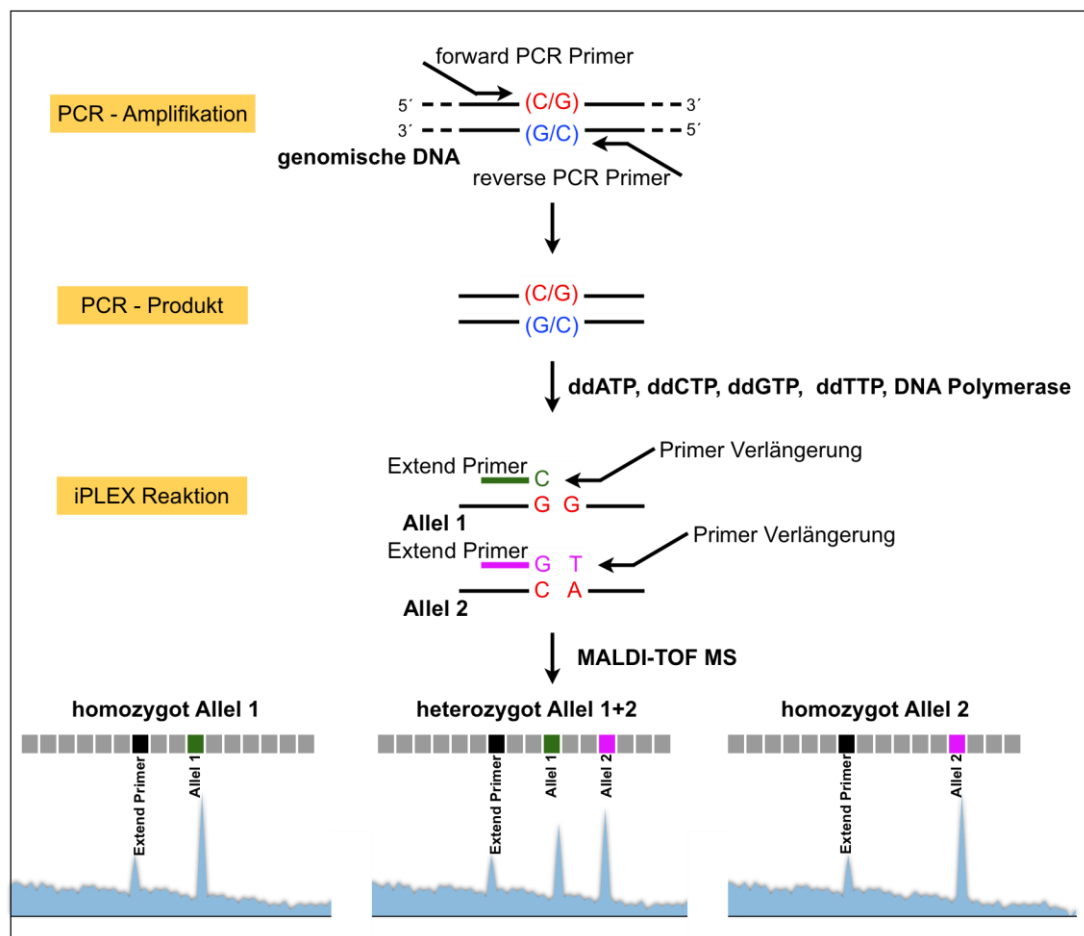 forward PCR Primer
PCR - Amplifikation
5´ (C/G) 3´
3´ (G/C) 5´
genomische DNA
reverse PCR Primer
PCR - Produkt
(C/G)
(G/C)
ddATP, ddCTP, ddGTP, ddTTP, DNA Polymerase
iPLEX Reaktion
Extend Primer C Primer Verlängerung
Allel 1 G G
Extend Primer G T Primer Verlängerung
Allel 2 C A
MALDI-TOF MS
homozygot Allel 1
Extend Primer
Allel 1
heterozygot Allel 1+2
Extend Primer
Allel 1
Allel 2
homozygot Allel 2
Extend Primer
Allel 2